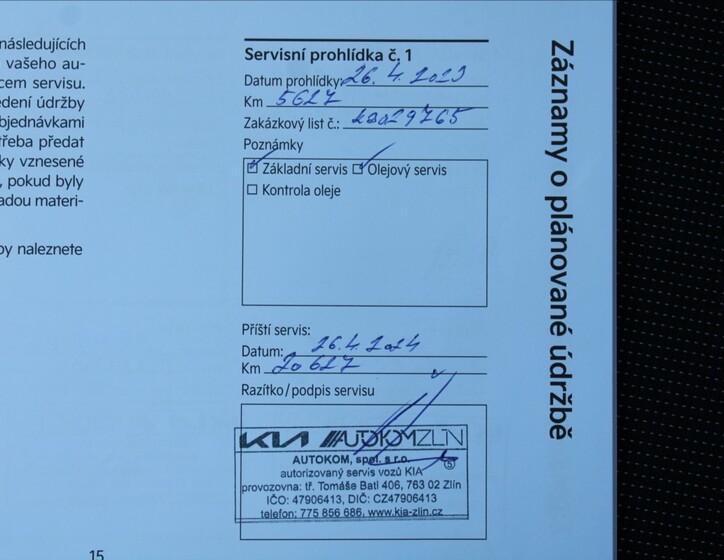 následujících
vašeho au-
cem servisu.
edení údržby
bjednávkami
třeba předat
ky vznesené
, pokud byly
adou materi-
by naleznete
15
Servisní prohlídka č. 1
Datum prohlídky: 26. 4. 2023
Km 5627
Zakázkový list č.:
Poznámky
Základní servis Olejový servis
Kontrola oleje
Příští servis:
Datum: 26.4.2024
Km 20627
Razítko/podpis servisu
KIA AUTOKOM ZLÍN
AUTOKOM, spol. s r.o.
autorizovaný servis vozů KIA
provozovna: tř. Tomáše Bati 406, 763 02 Zlín
IČO: 47906413, DIČ: CZ47906413
telefon: 775 856 686, www.kia-zlin.cz
5
Záznamy o plánované údržbě